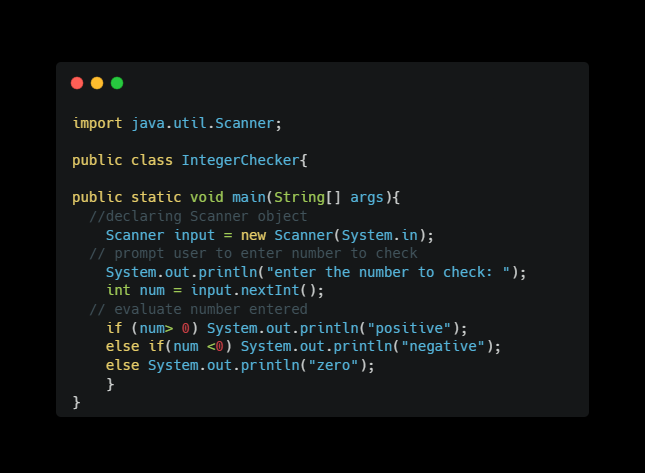 import java.util.Scanner;
public class IntegerChecker{
public static void main(String[] args){
//declaring Scanner object
Scanner input = new Scanner(System.in);
// prompt user to enter number to check
System.out.println("enter the number to check: ");
int num = input.nextInt();
// evaluate number entered
if (num> 0) System.out.println("positive");
else if(num <0) System.out.println("negative");
else System.out.println("zero");
}
}